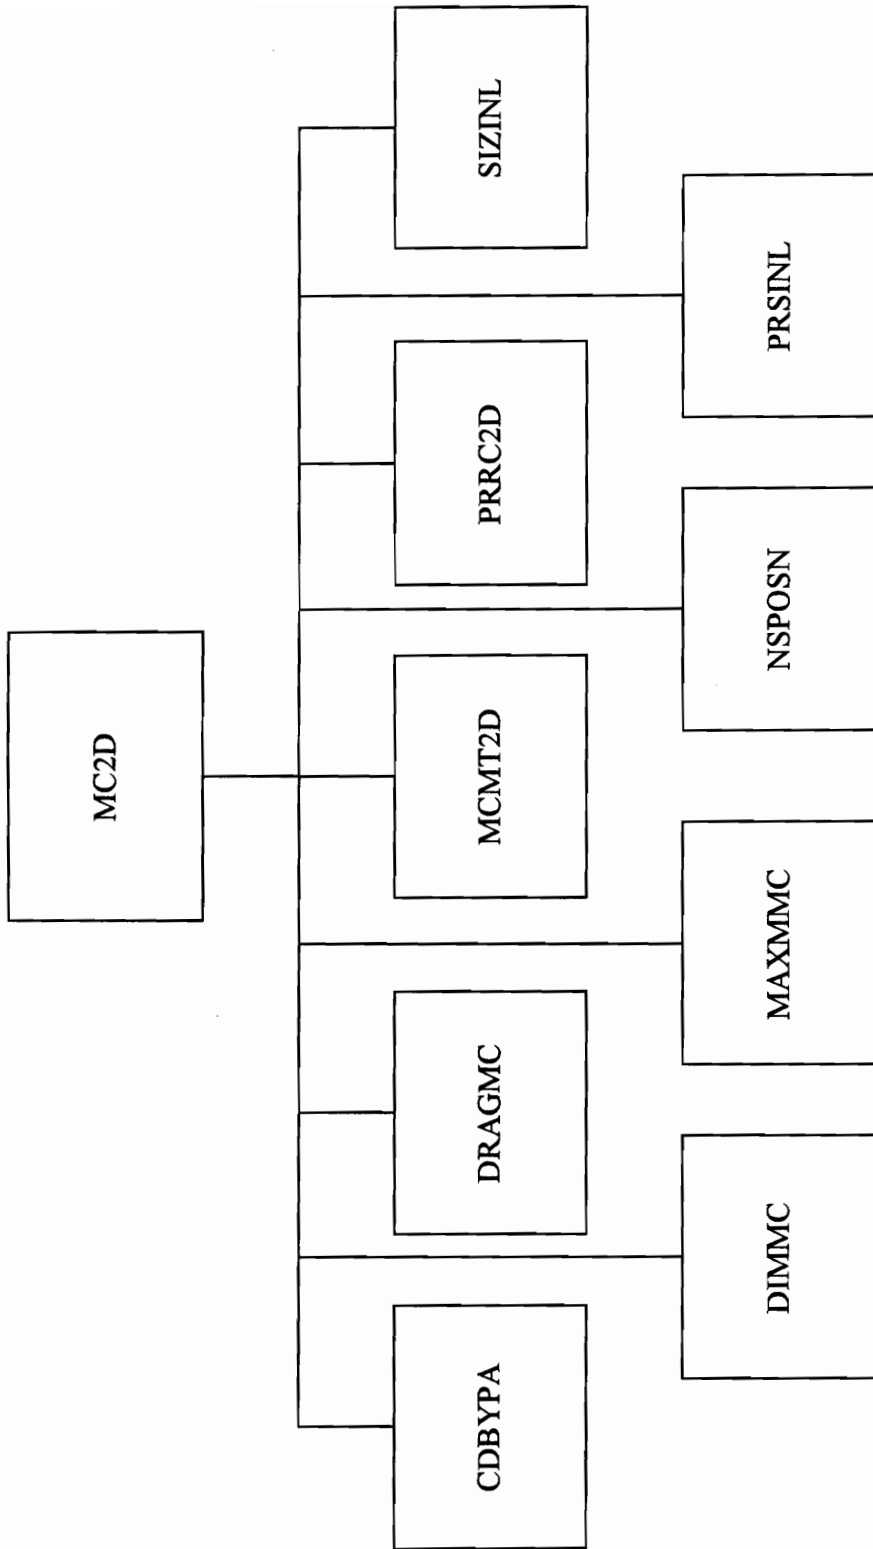 MC2D
CDBYPA
DRAGMC
MCMT2D
PRRC2D
SIZINL
DIMMC
MAXMMC
NSPOSN
PRSINL